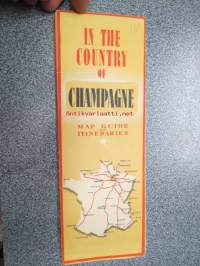 IN THE
COUNTRY
OF
CHAMPAGNE
Antikvariaatti.net
MAP GUIDE
ITINERARIES